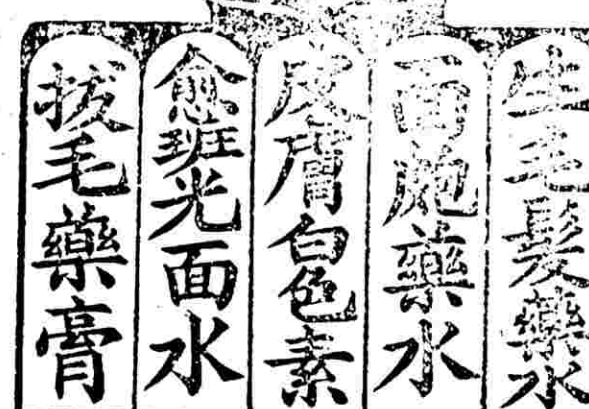 生毛髮藥水
面皰藥水
皮膚白色素
愈斑光面水
拔毛藥膏